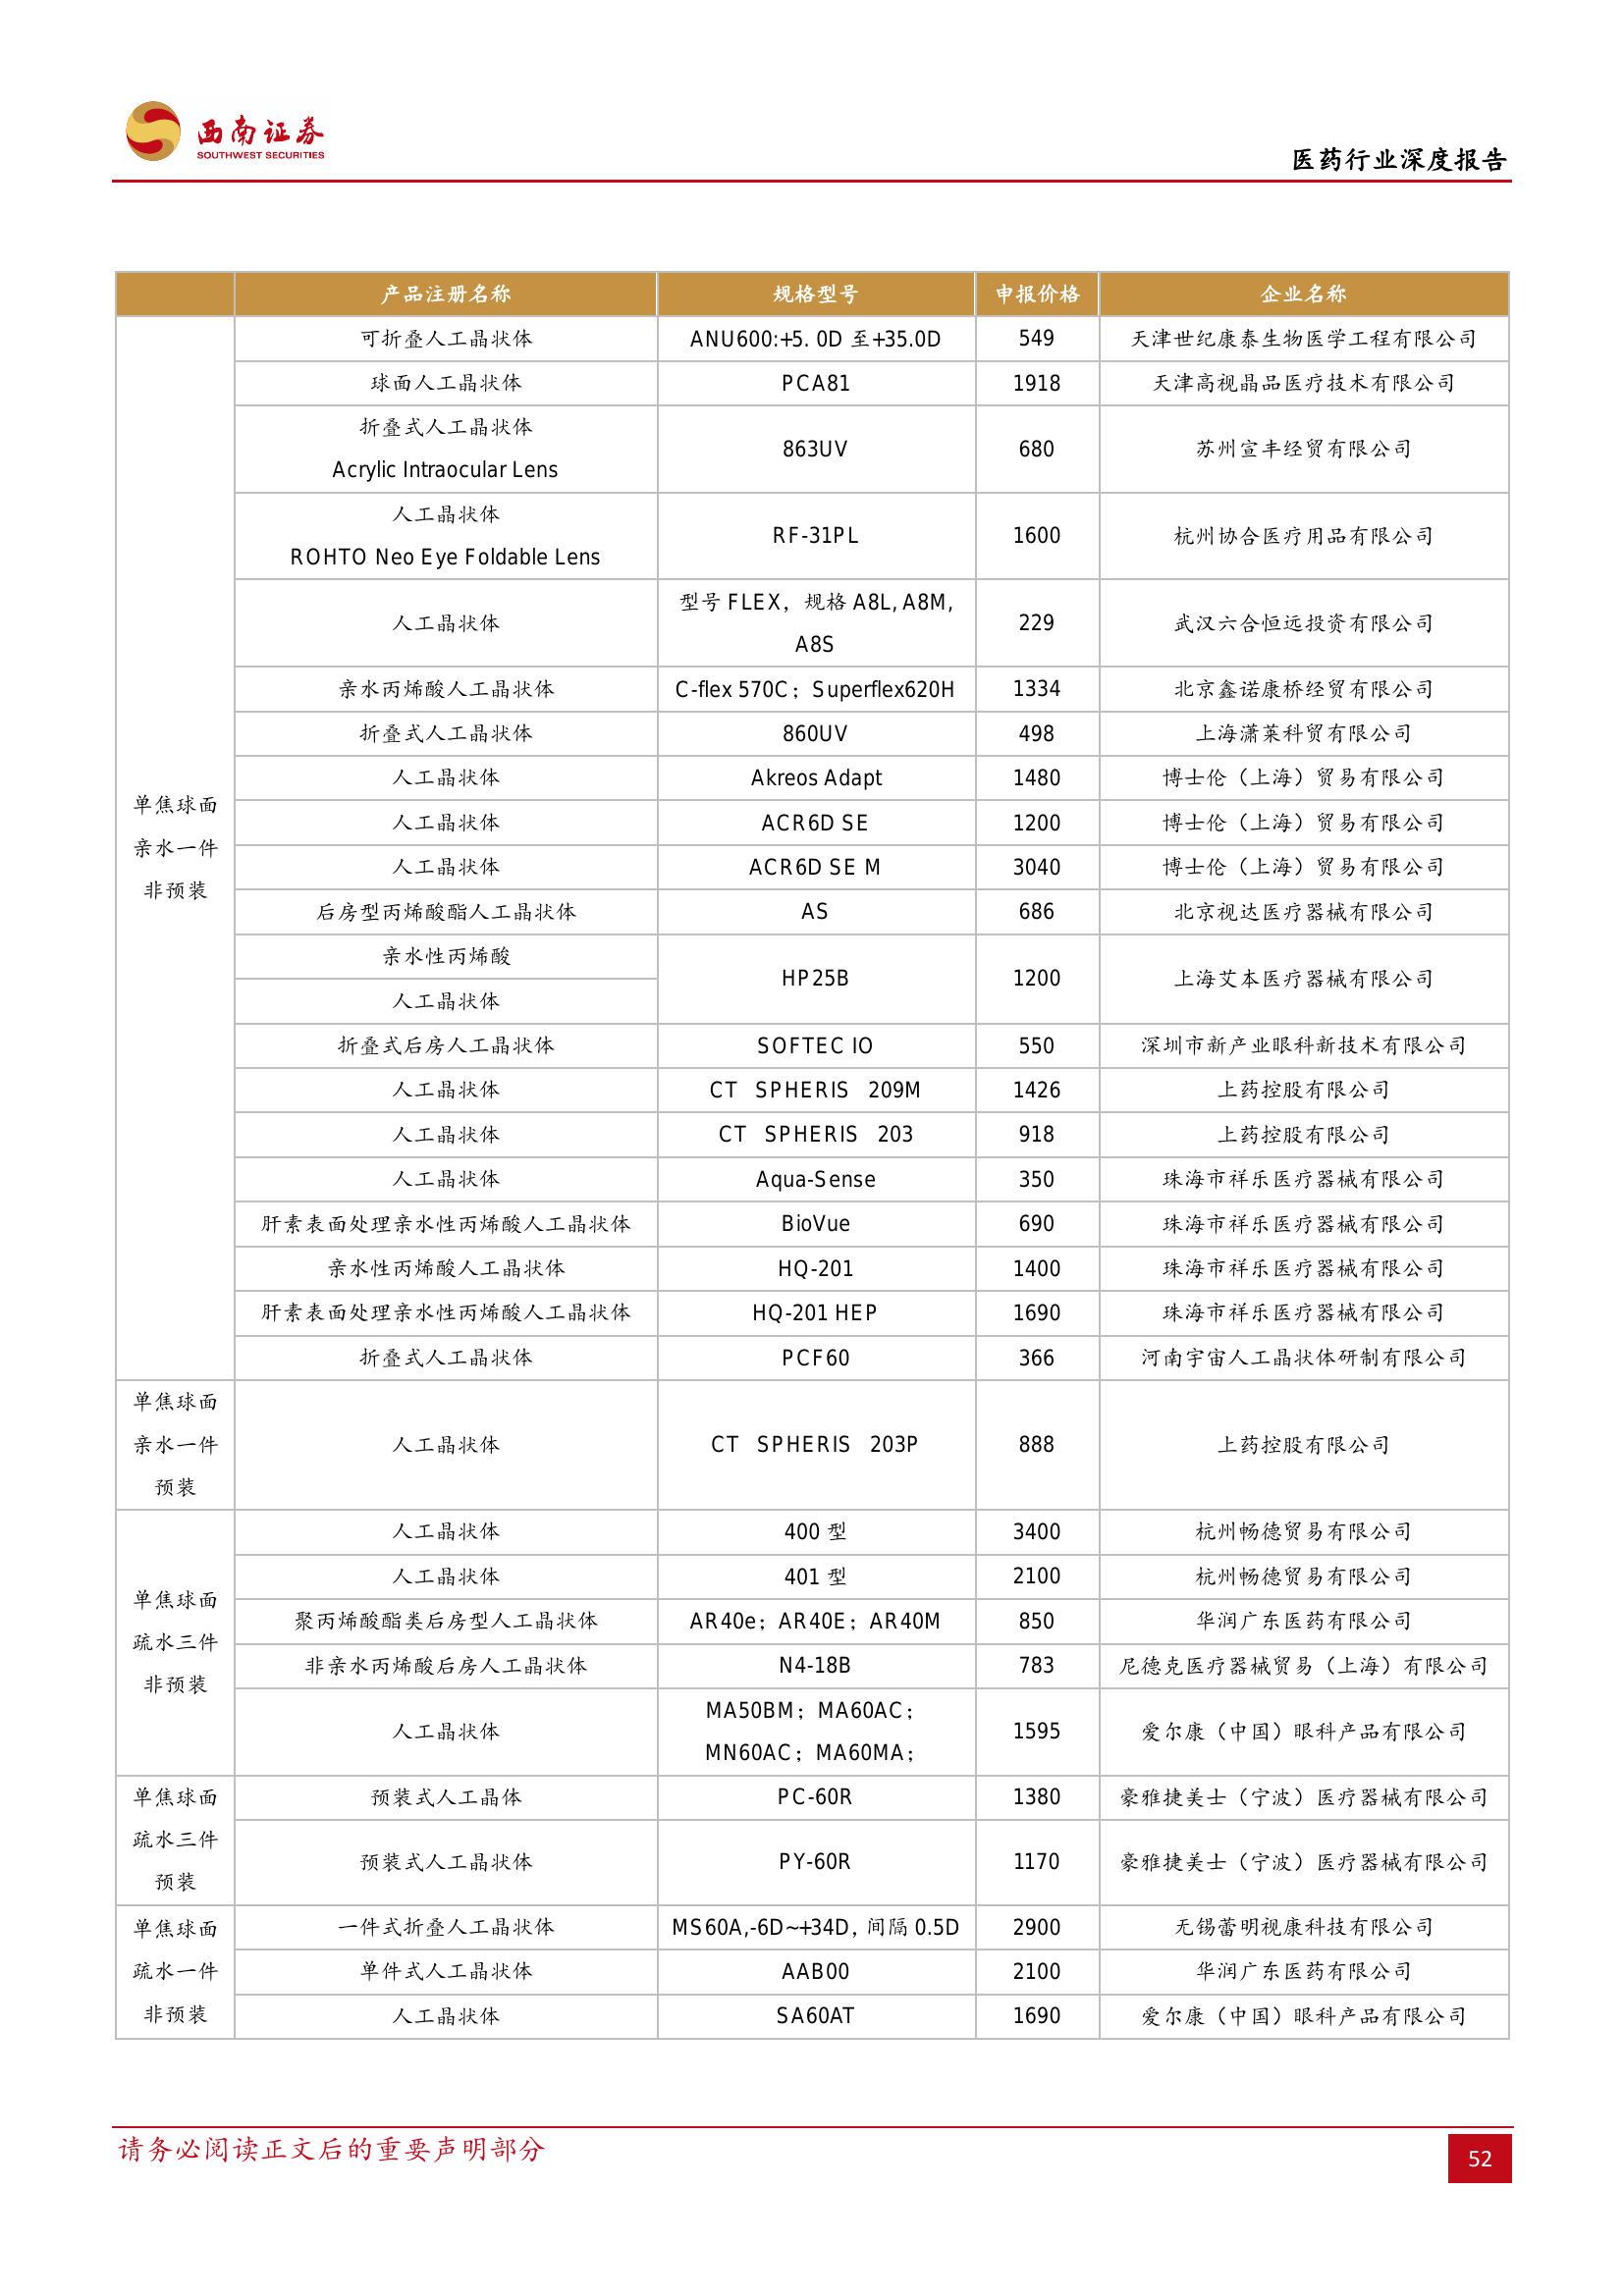 西南证券
SOUTHWEST SECURITIES
医药行业深度报告
产品注册名称 规格型号 申报价格 企业名称
单焦球面
亲水一件
非预装
可折叠人工晶状体 ANU600:+5. 0D 至+35.0D 549 天津世纪康泰生物医学工程有限公司
球面人工晶状体 PCA81 1918 天津高视晶品医疗技术有限公司
折叠式人工晶状体
Acrylic Intraocular Lens
863UV 680 苏州宣丰经贸有限公司
人工晶状体
ROHTO Neo Eye Foldable Lens
RF-31PL 1600 杭州协合医疗用品有限公司
人工晶状体
型号 FLEX，规格 A8L, A8M,
A8S
229 武汉六合恒远投资有限公司
亲水丙烯酸人工晶状体 C-flex 570C；Superflex620H 1334 北京鑫诺康桥经贸有限公司
折叠式人工晶状体 860UV 498 上海潇莱科贸有限公司
人工晶状体 Akreos Adapt 1480 博士伦（上海）贸易有限公司
人工晶状体 ACR6D SE 1200 博士伦（上海）贸易有限公司
人工晶状体 ACR6D SE M 3040 博士伦（上海）贸易有限公司
后房型丙烯酸酯人工晶状体 AS 686 北京视达医疗器械有限公司
亲水性丙烯酸
人工晶状体
HP25B 1200 上海艾本医疗器械有限公司
折叠式后房人工晶状体 SOFTEC IO 550 深圳市新产业眼科新技术有限公司
人工晶状体 CT SPHERIS 209M 1426 上药控股有限公司
人工晶状体 CT SPHERIS 203 918 上药控股有限公司
人工晶状体 Aqua-Sense 350 珠海市祥乐医疗器械有限公司
肝素表面处理亲水性丙烯酸人工晶状体 BioVue 690 珠海市祥乐医疗器械有限公司
亲水性丙烯酸人工晶状体 HQ-201 1400 珠海市祥乐医疗器械有限公司
肝素表面处理亲水性丙烯酸人工晶状体 HQ-201 HEP 1690 珠海市祥乐医疗器械有限公司
折叠式人工晶状体 PCF60 366 河南宇宙人工晶状体研制有限公司
单焦球面
亲水一件
预装
人工晶状体 CT SPHERIS 203P 888 上药控股有限公司
单焦球面
疏水三件
非预装
人工晶状体 400 型 3400 杭州畅德贸易有限公司
人工晶状体 401 型 2100 杭州畅德贸易有限公司
聚丙烯酸酯类后房型人工晶状体 AR40e；AR40E；AR40M 850 华润广东医药有限公司
非亲水丙烯酸后房人工晶状体 N4-18B 783 尼德克医疗器械贸易（上海）有限公司
人工晶状体
MA50BM；MA60AC；
MN60AC；MA60MA；
1595 爱尔康（中国）眼科产品有限公司
单焦球面
疏水三件
预装
预装式人工晶体 PC-60R 1380 豪雅捷美士（宁波）医疗器械有限公司
预装式人工晶状体 PY-60R 1170 豪雅捷美士（宁波）医疗器械有限公司
单焦球面
疏水一件
非预装
一件式折叠人工晶状体 MS60A,-6D~+34D, 间隔 0.5D 2900 无锡蕾明视康科技有限公司
单件式人工晶状体 AAB00 2100 华润广东医药有限公司
人工晶状体 SA60AT 1690 爱尔康（中国）眼科产品有限公司
请务必阅读正文后的重要声明部分
52